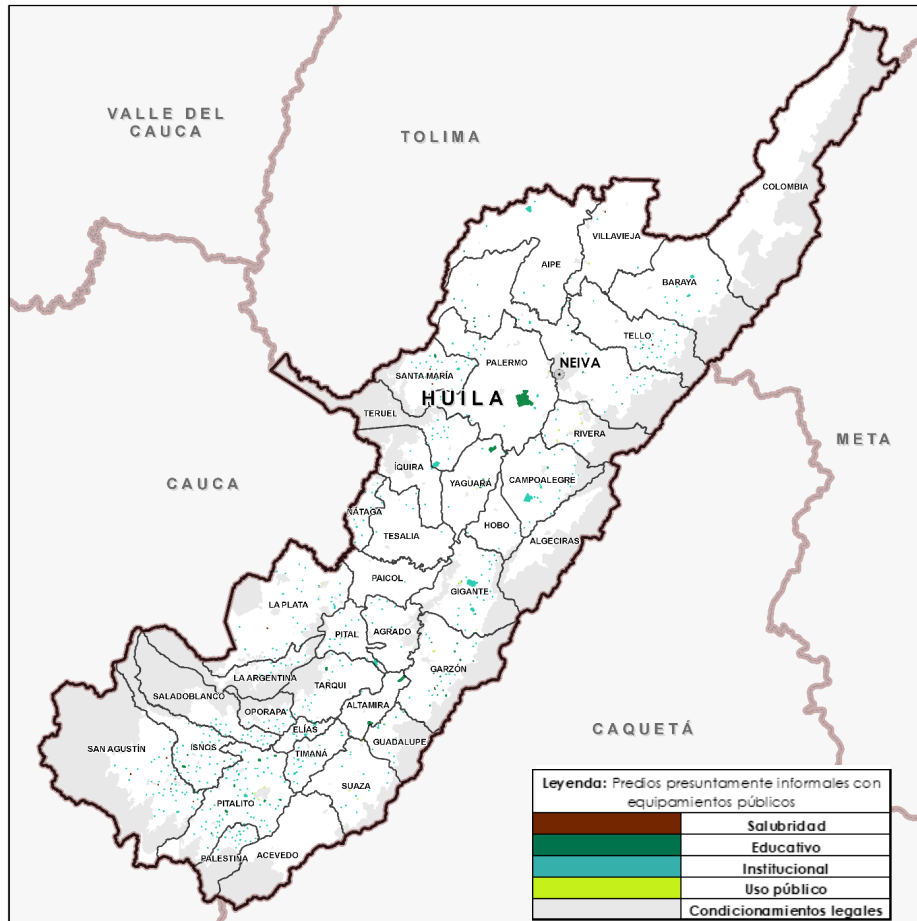 VALLE DEL
CAUCA
TOLIMA
COLOMBIA
VILLAVIEJA
AIPE
BARAYA
TELLO
PALERMO
NEIVA
SANTA MARÍA
HUILA
TERUEL
RIVERA
META
ÍQUIRA
CAUCA
YAGUARÁ
CAMPOALEGRE
NÁTAGA
HOBO
TESALIA
ALGECIRAS
PAICOL
GIGANTE
LA PLATA
PITAL
AGRADO
GARZÓN
LA ARGENTINA
TARQUI
SALADOBLANCO
ALTAMIRA
OPORAPA
ELÍAS
CAQUETÁ
GUADALUPE
SAN AGUSTÍN
ISNOS
TIMANÁ
SUAZA
PITALITO
PALESTINA
ACEVEDO
Leyenda: Predios presuntamente informales con
equipamientos públicos
Salubridad
Educativo
Institucional
Uso público
Condicionamientos legales